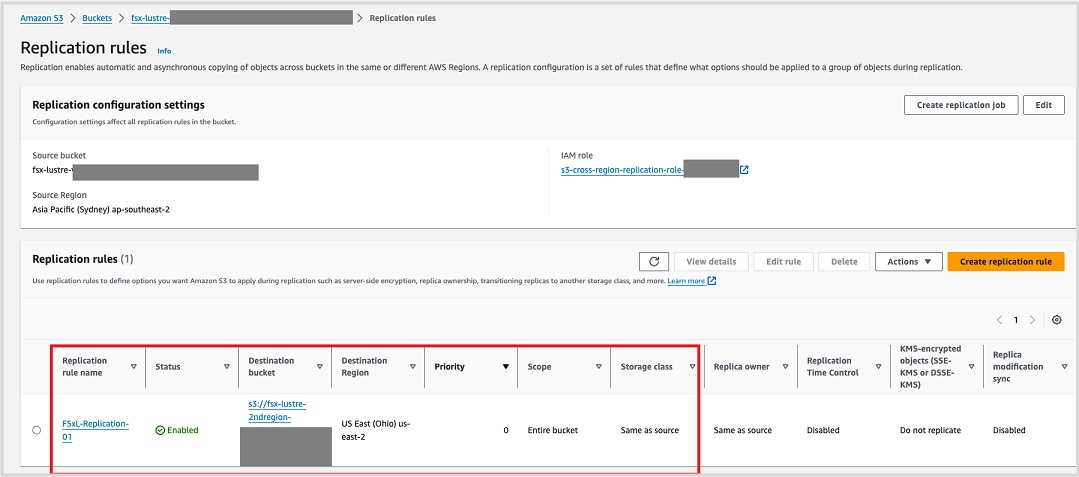 Amazon S3 > Buckets > fsx-lustre- > Replication rules
Replication rules Info
Replication enables automatic and asynchronous copying of objects across buckets in the same or different AWS Regions. A replication configuration is a set of rules that define what options should be applied to a group of objects during replication.
Replication configuration settings
Create replication job
Edit
Configuration settings affect all replication rules in the bucket.
Source bucket
fsx-lustre-
IAM role
s3-cross-region-replication-role-
Source Region
Asia Pacific (Sydney) ap-southeast-2
Replication rules (1)
View details
Edit rule
Delete
Actions
Create replication rule
Use replication rules to define options you want Amazon S3 to apply during replication such as server-side encryption, replica ownership, transitioning replicas to another storage class, and more. Learn more
< 1 >
Replication
rule name
Status
Destination
bucket
Destination
Region
Priority
Scope
Storage class
Replica owner
Replication
Time Control
KMS-encrypted
objects (SSE-
KMS or DSSE-
KMS)
Replica
modification
sync
FSxL-Replication-
01
Enabled
s3://fsx-lustre-
2ndregion-
US East (Ohio) us-
east-2
0
Entire bucket
Same as source
Same as source
Disabled
Do not replicate
Disabled